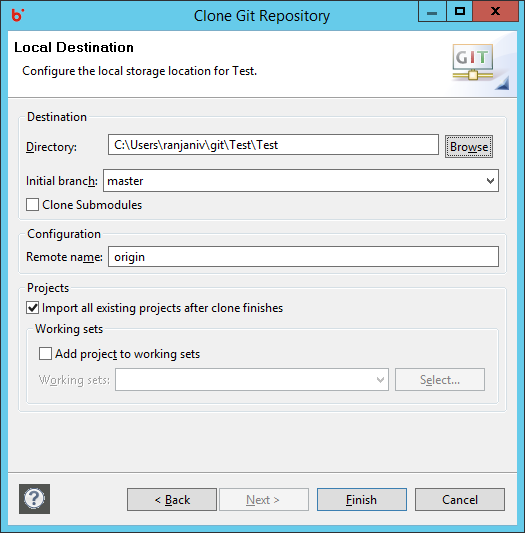 Clone Git Repository
Local Destination
Configure the local storage location for Test.
GIT
Destination
Directory: C:\Users\ranjaniv\git\Test\Test Browse
Initial branch: master
Clone Submodules
Configuration
Remote name: origin
Projects
Import all existing projects after clone finishes
Working sets
Add project to working sets
Working sets: Select...
< Back Next > Finish Cancel